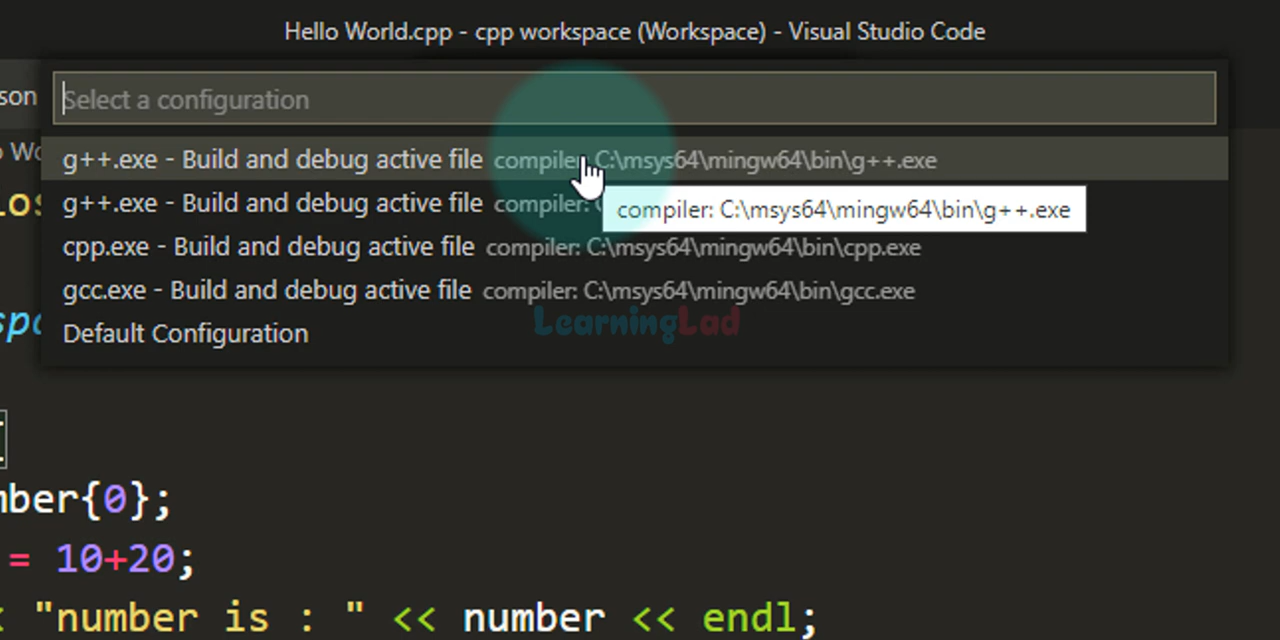 Hello World.cpp - cpp workspace (Workspace) - Visual Studio Code
son
Select a configuration
g++.exe - Build and debug active file compiler: C:\msys64\mingw64\bin\g++.exe
g++.exe - Build and debug active file compiler:
compiler: C:\msys64\mingw64\bin\g++.exe
cpp.exe - Build and debug active file compiler: C:\msys64\mingw64\bin\cpp.exe
gcc.exe - Build and debug active file compiler: C:\msys64\mingw64\bin\gcc.exe
LearningLad
Default Configuration
mber{0};
= 10+20;
"number is : " << number << endl;